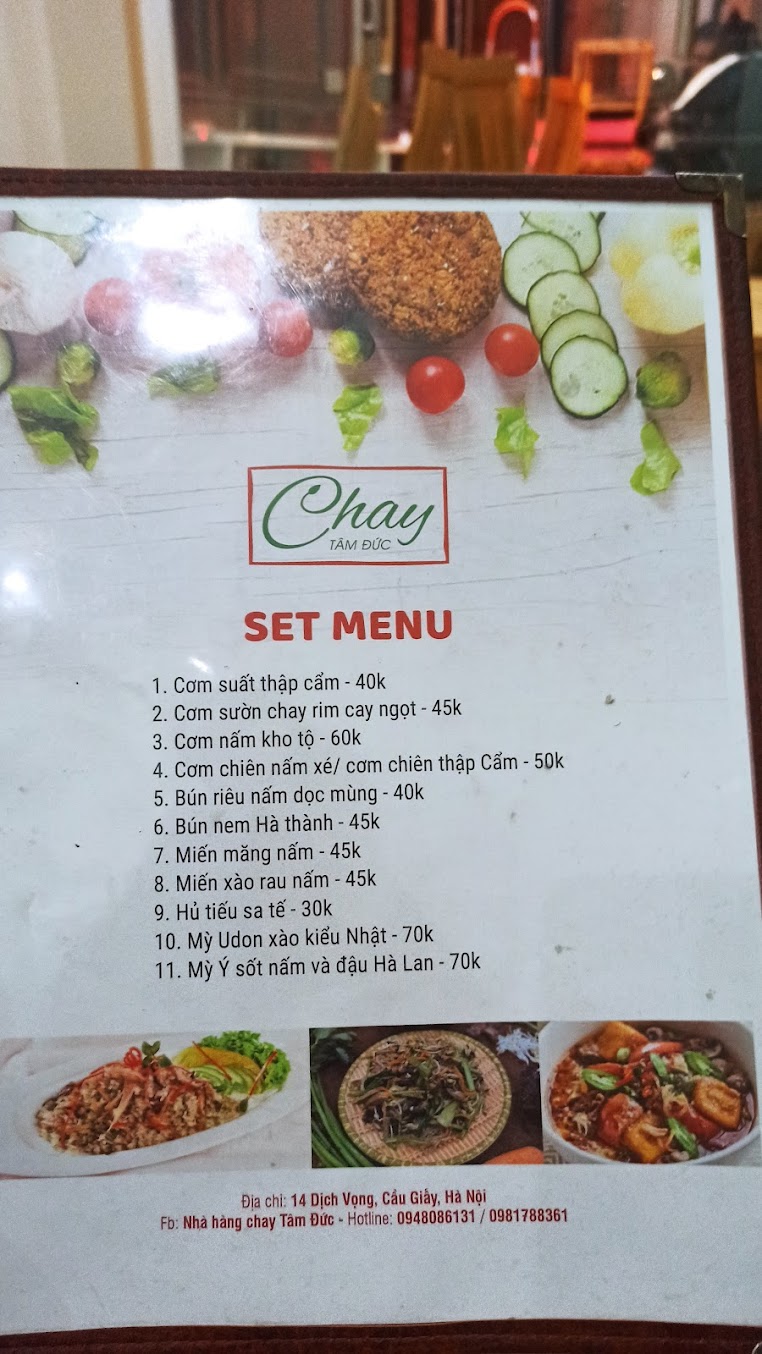 Chay
TÂM ĐỨC
SET MENU
1. Cơm suất thập cẩm - 40k
2. Cơm sườn chay rim cay ngọt - 45k
3. Cơm nấm kho tộ - 60k
4. Cơm chiên nấm xé/ cơm chiên thập Cẩm - 50k
5. Bún riêu nấm dọc mùng - 40k
6. Bún nem Hà thành - 45k
7. Miến măng nấm - 45k
8. Miến xào rau nấm - 45k
9. Hủ tiếu sa tế - 30k
10. Mỳ Udon xào kiểu Nhật - 70k
11. Mỳ Ý sốt nấm và đậu Hà Lan - 70k
Địa chỉ: 14 Dịch Vọng, Cầu Giấy, Hà Nội
Fb: Nhà hàng chay Tâm Đức - Hotline: 0948086131 / 0981788361